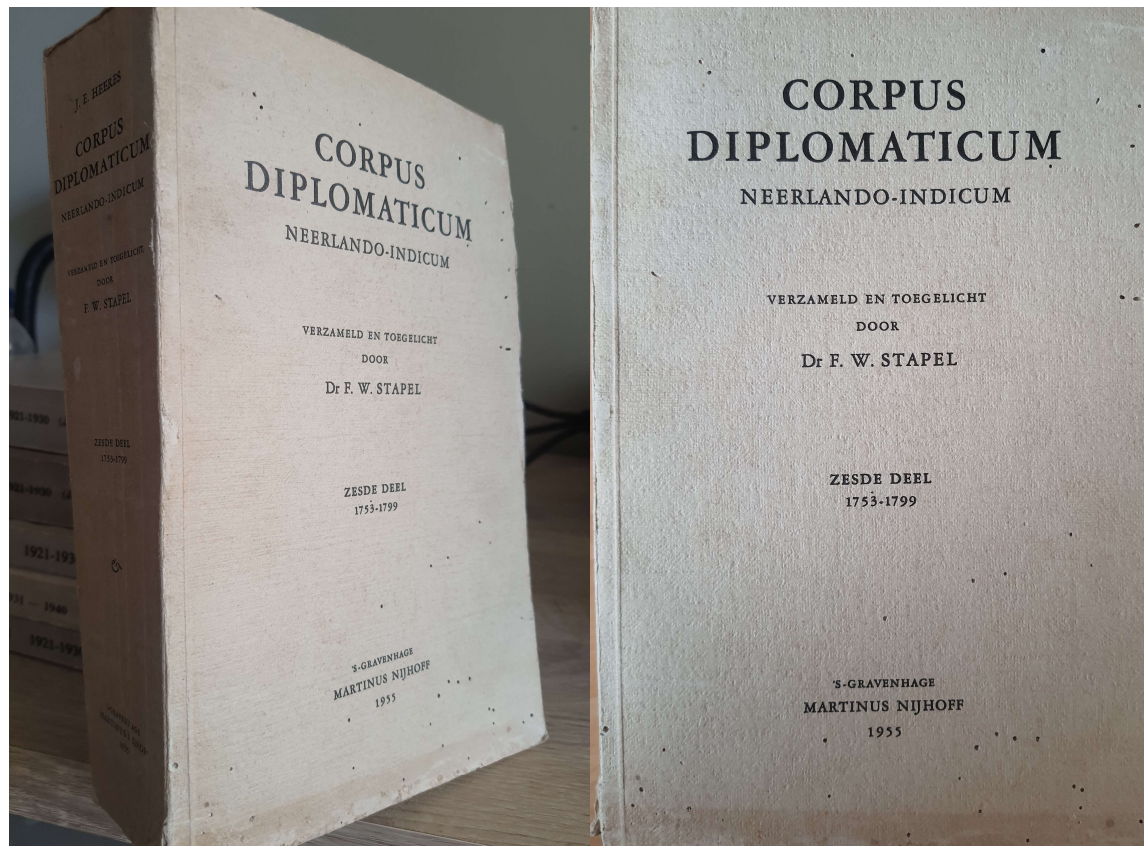 J. E. HEERES
CORPUS
DIPLOMATICUM
NEERLANDO-INDICUM
VERZAMELD EN TOEGELICHT
DOOR
F. W. STAPEL
ZESDE DEEL
1753-1799
1921-1930
1921-193
1931 — 1940
1921-193
CORPUS
DIPLOMATICUM
NEERLANDO-INDICUM
VERZAMELD EN TOEGELICHT
DOOR
Dr F. W. STAPEL
ZESDE DEEL
1753-1799
'S-GRAVENHAGE
MARTINUS NIJHOFF
1955
CORPUS
DIPLOMATICUM
NEERLANDO-INDICUM
VERZAMELD EN TOEGELICHT
DOOR
Dr F. W. STAPEL
ZESDE DEEL
1753-1799
'S-GRAVENHAGE
MARTINUS NIJHOFF
1955